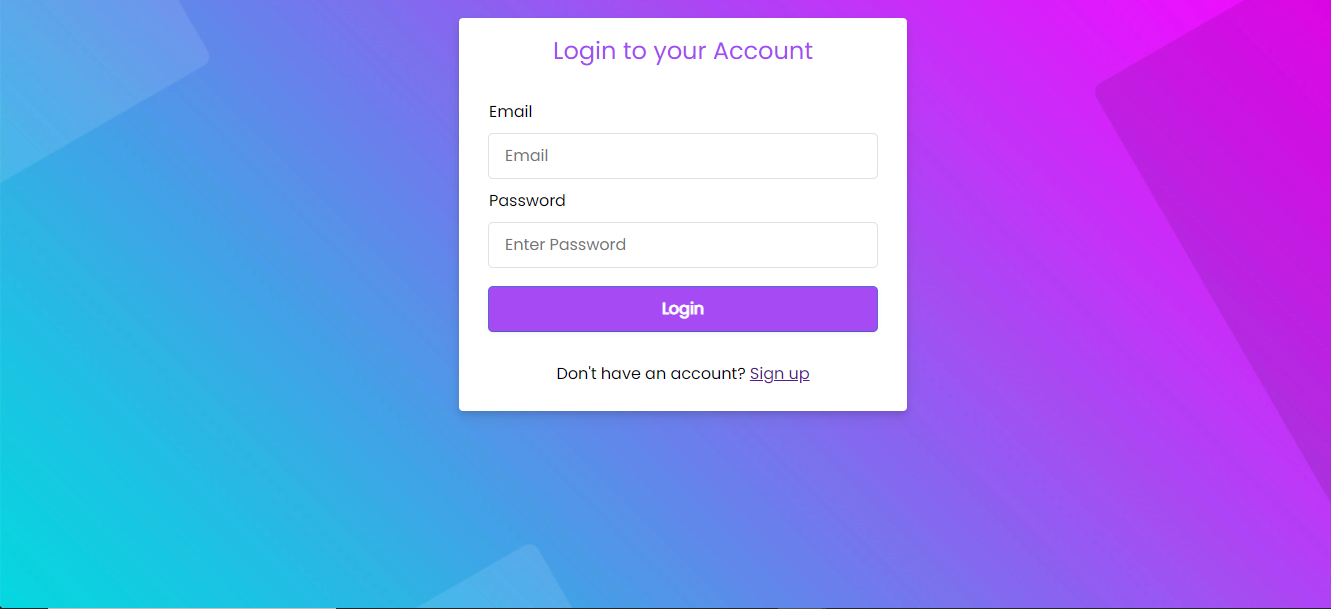 Login to your Account
Email
Email
Password
Enter Password
Login
Don't have an account? Sign up